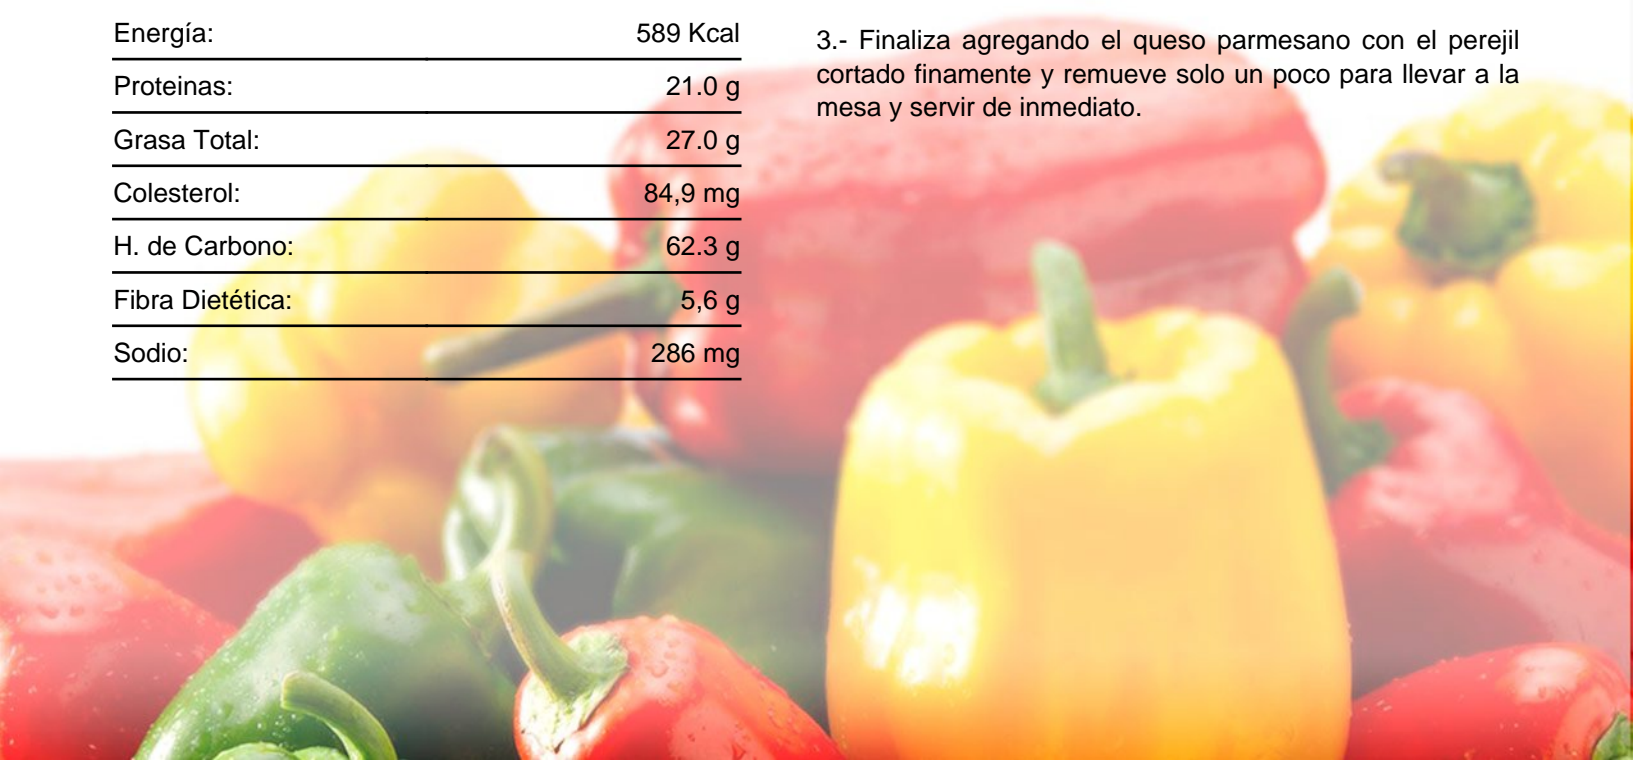 Energía: 589 Kcal
Proteinas: 21.0 g
Grasa Total: 27.0 g
Colesterol: 84,9 mg
H. de Carbono: 62.3 g
Fibra Dietética: 5,6 g
Sodio: 286 mg
3.- Finaliza agregando el queso parmesano con el perejil
cortado finamente y remueve solo un poco para llevar a la
mesa y servir de inmediato.